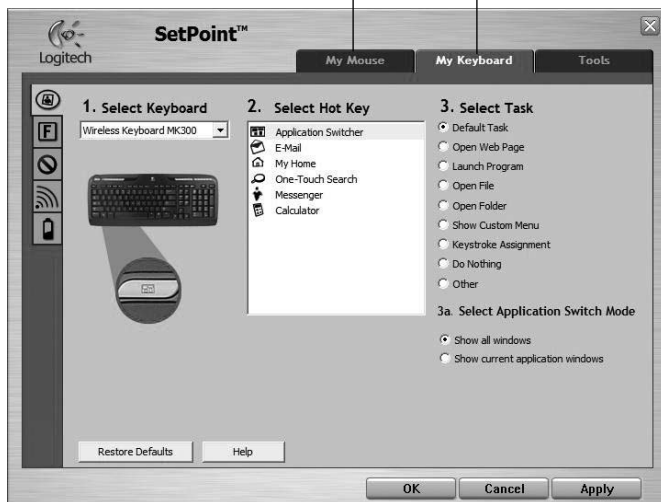 Logitech
SetPoint™
My Mouse
My Keyboard
Tools
1. Select Keyboard
Wireless Keyboard MK300
2. Select Hot Key
Application Switcher
E-Mail
My Home
One-Touch Search
Messenger
Calculator
3. Select Task
Default Task
Open Web Page
Launch Program
Open File
Open Folder
Show Custom Menu
Keystroke Assignment
Do Nothing
Other
3a. Select Application Switch Mode
Show all windows
Show current application windows
F
Restore Defaults
Help
OK
Cancel
Apply